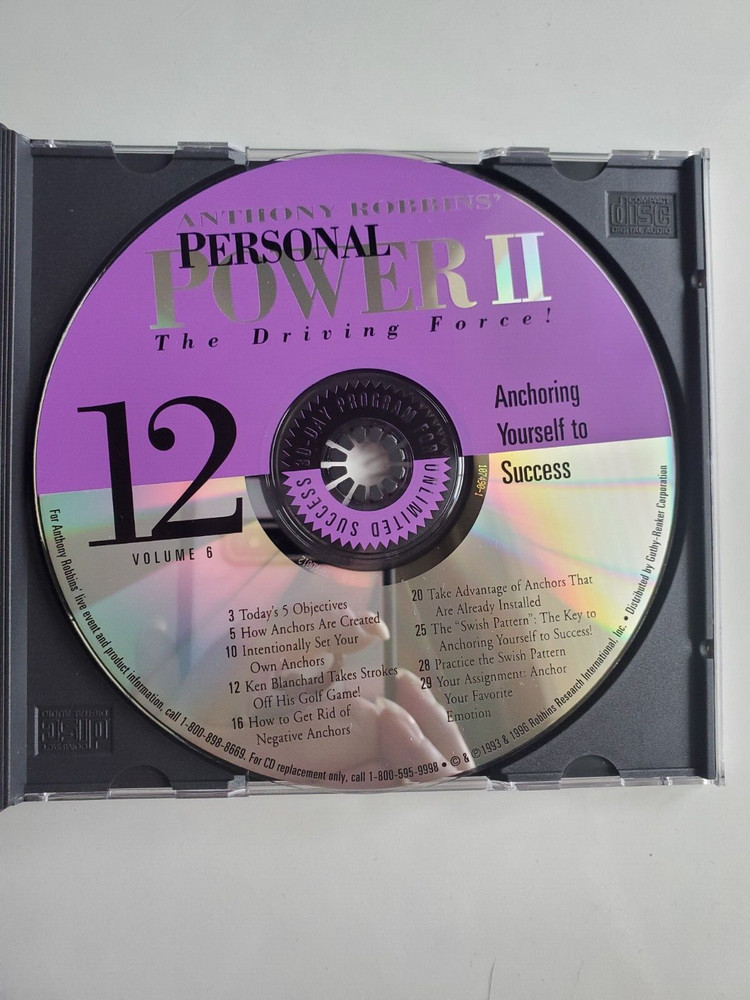 ANTHONY ROBBINS'
PERSONAL
POWER II
The Driving Force!
12
VOLUME 6
Anchoring
Yourself to
Success
30-DAY PROGRAM FOR UNLIMITED SUCCESS
3 Today's 5 Objectives
5 How Anchors Are Created
10 Intentionally Set Your
Own Anchors
12 Ken Blanchard Takes Strokes
Off His Golf Game!
16 How to Get Rid of
Negative Anchors
20 Take Advantage of Anchors That
Are Already Installed
25 The "Swish Pattern": The Key to
Anchoring Yourself to Success!
28 Practice the Swish Pattern
29 Your Assignment: Anchor
Your Favorite
Emotion
For Anthony Robbins' live event and product information, call 1-800-898-8669. For CD replacement only, call 1-800-595-9998 • © & ℗ 1993 & 1996 Robbins Research International, Inc. • Distributed by Guthy-Renker Corporation
COMPACT
disc
DIGITAL AUDIO
COMPACT
disc
DIGITAL AUDIO